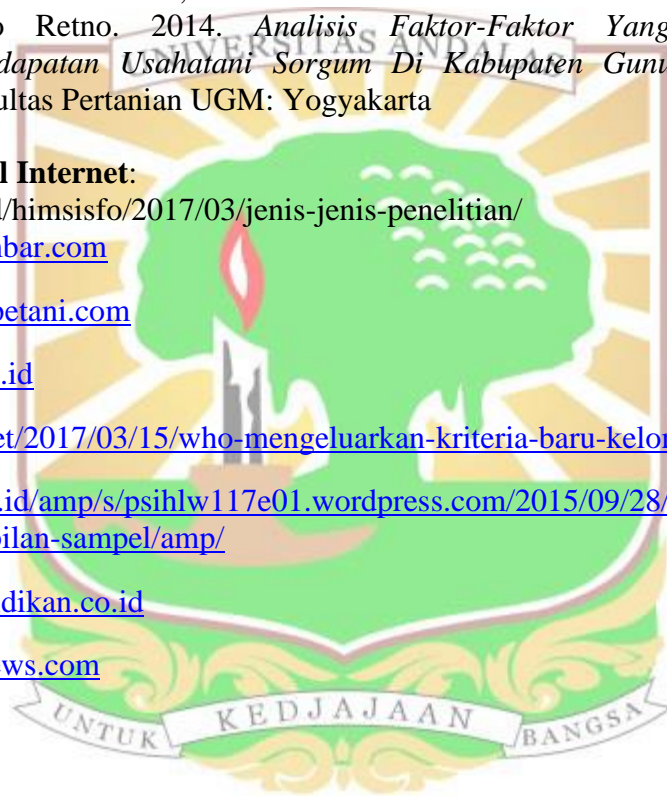 o Retno. 2014. Analisis Faktor-Faktor Yang
UNIVERSITAS ANDALAS
dapatan Usahatani Sorgum Di Kabupaten Gunu
ultas Pertanian UGM: Yogyakarta
l Internet:
/himsisfo/2017/03/jenis-jenis-penelitian/
bar.com
petani.com
.id
et/2017/03/15/who-mengeluarkan-kriteria-baru-kelo
.id/amp/s/psihlw117e01.wordpress.com/2015/09/28/
bilan-sampel/amp/
dikan.co.id
ws.com
UNTUK KEDJAJAAN BANGSA